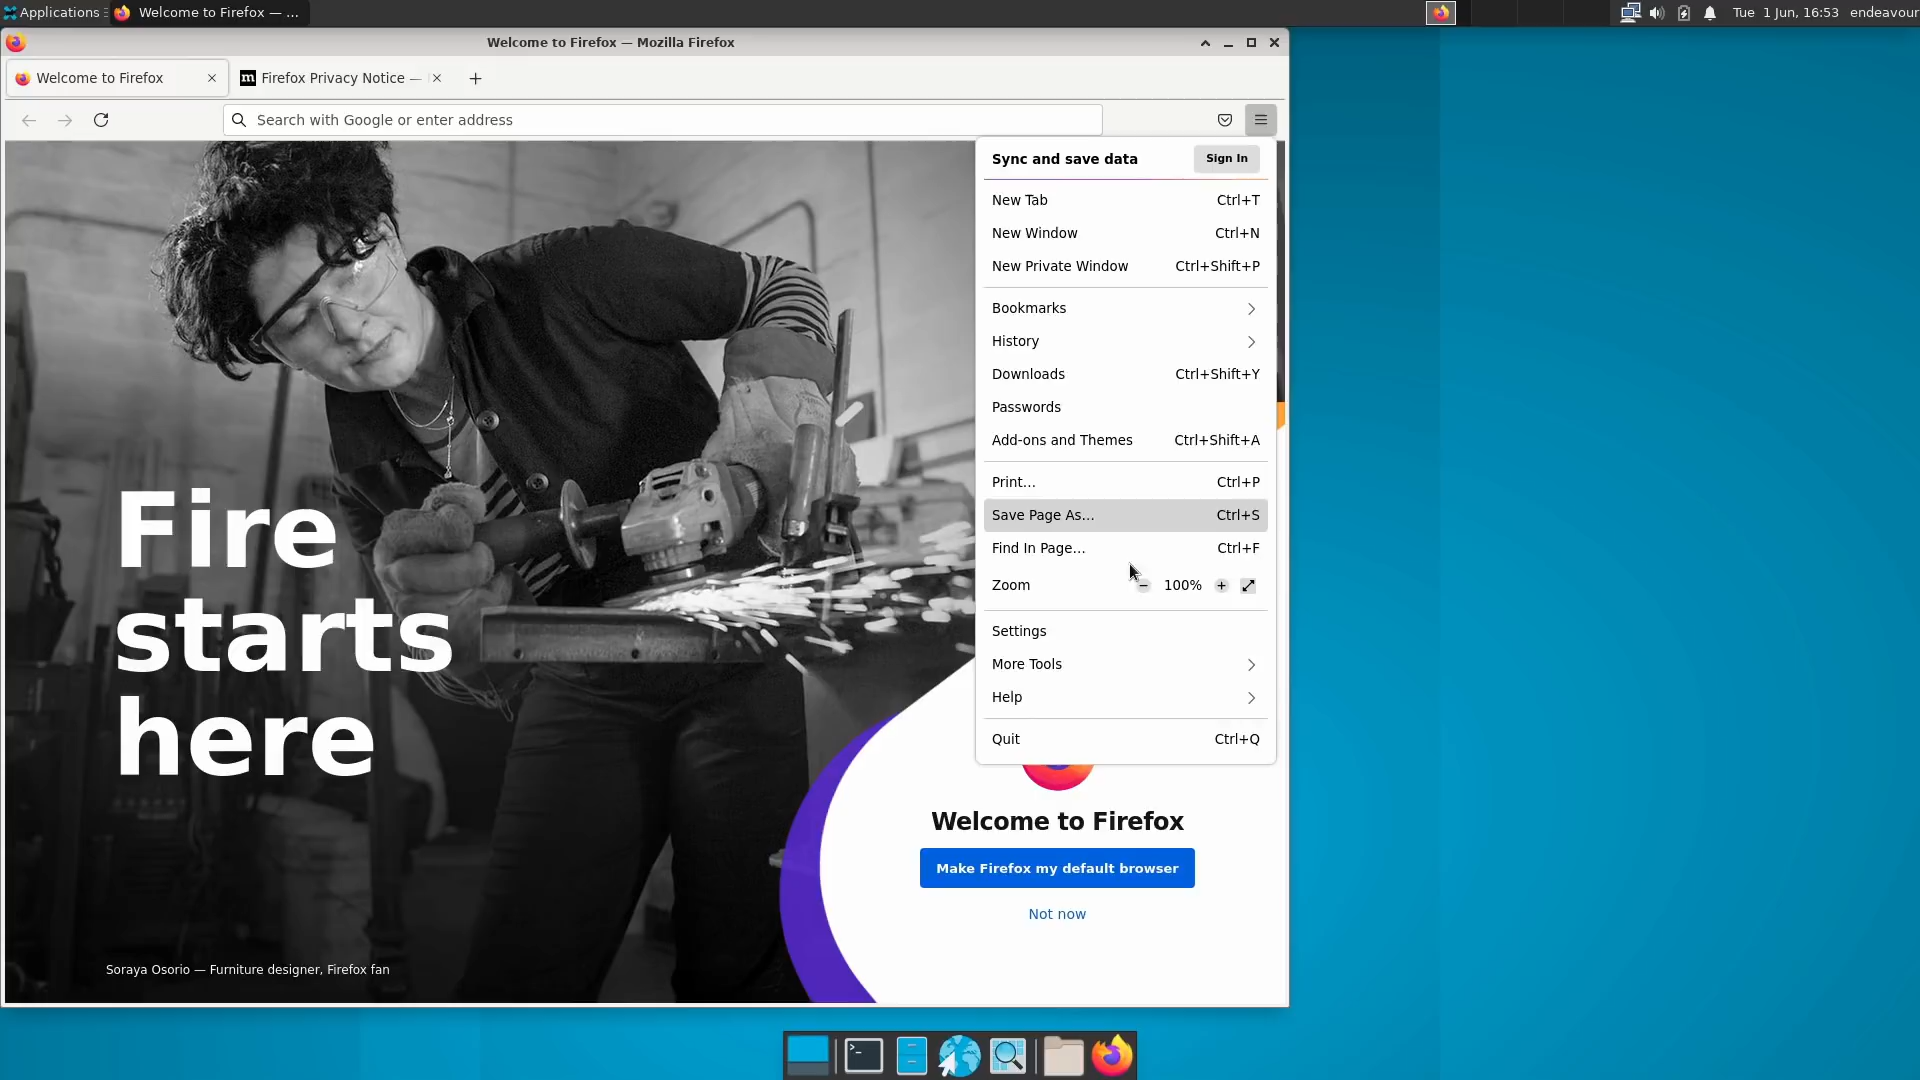 Applications
Welcome to Firefox — ...
Tue 1 Jun, 16:53
endeavour
Welcome to Firefox — Mozilla Firefox
Welcome to Firefox
m
Firefox Privacy Notice —
Search with Google or enter address
Sync and save data
Sign In
New Tab Ctrl+T
New Window Ctrl+N
New Private Window Ctrl+Shift+P
Bookmarks
History
Downloads Ctrl+Shift+Y
Passwords
Add-ons and Themes Ctrl+Shift+A
Print... Ctrl+P
Save Page As... Ctrl+S
Find In Page... Ctrl+F
Zoom − 100% +
Settings
More Tools
Help
Quit Ctrl+Q
Fire
starts
here
Soraya Osorio — Furniture designer, Firefox fan
Welcome to Firefox
Make Firefox my default browser
Not now